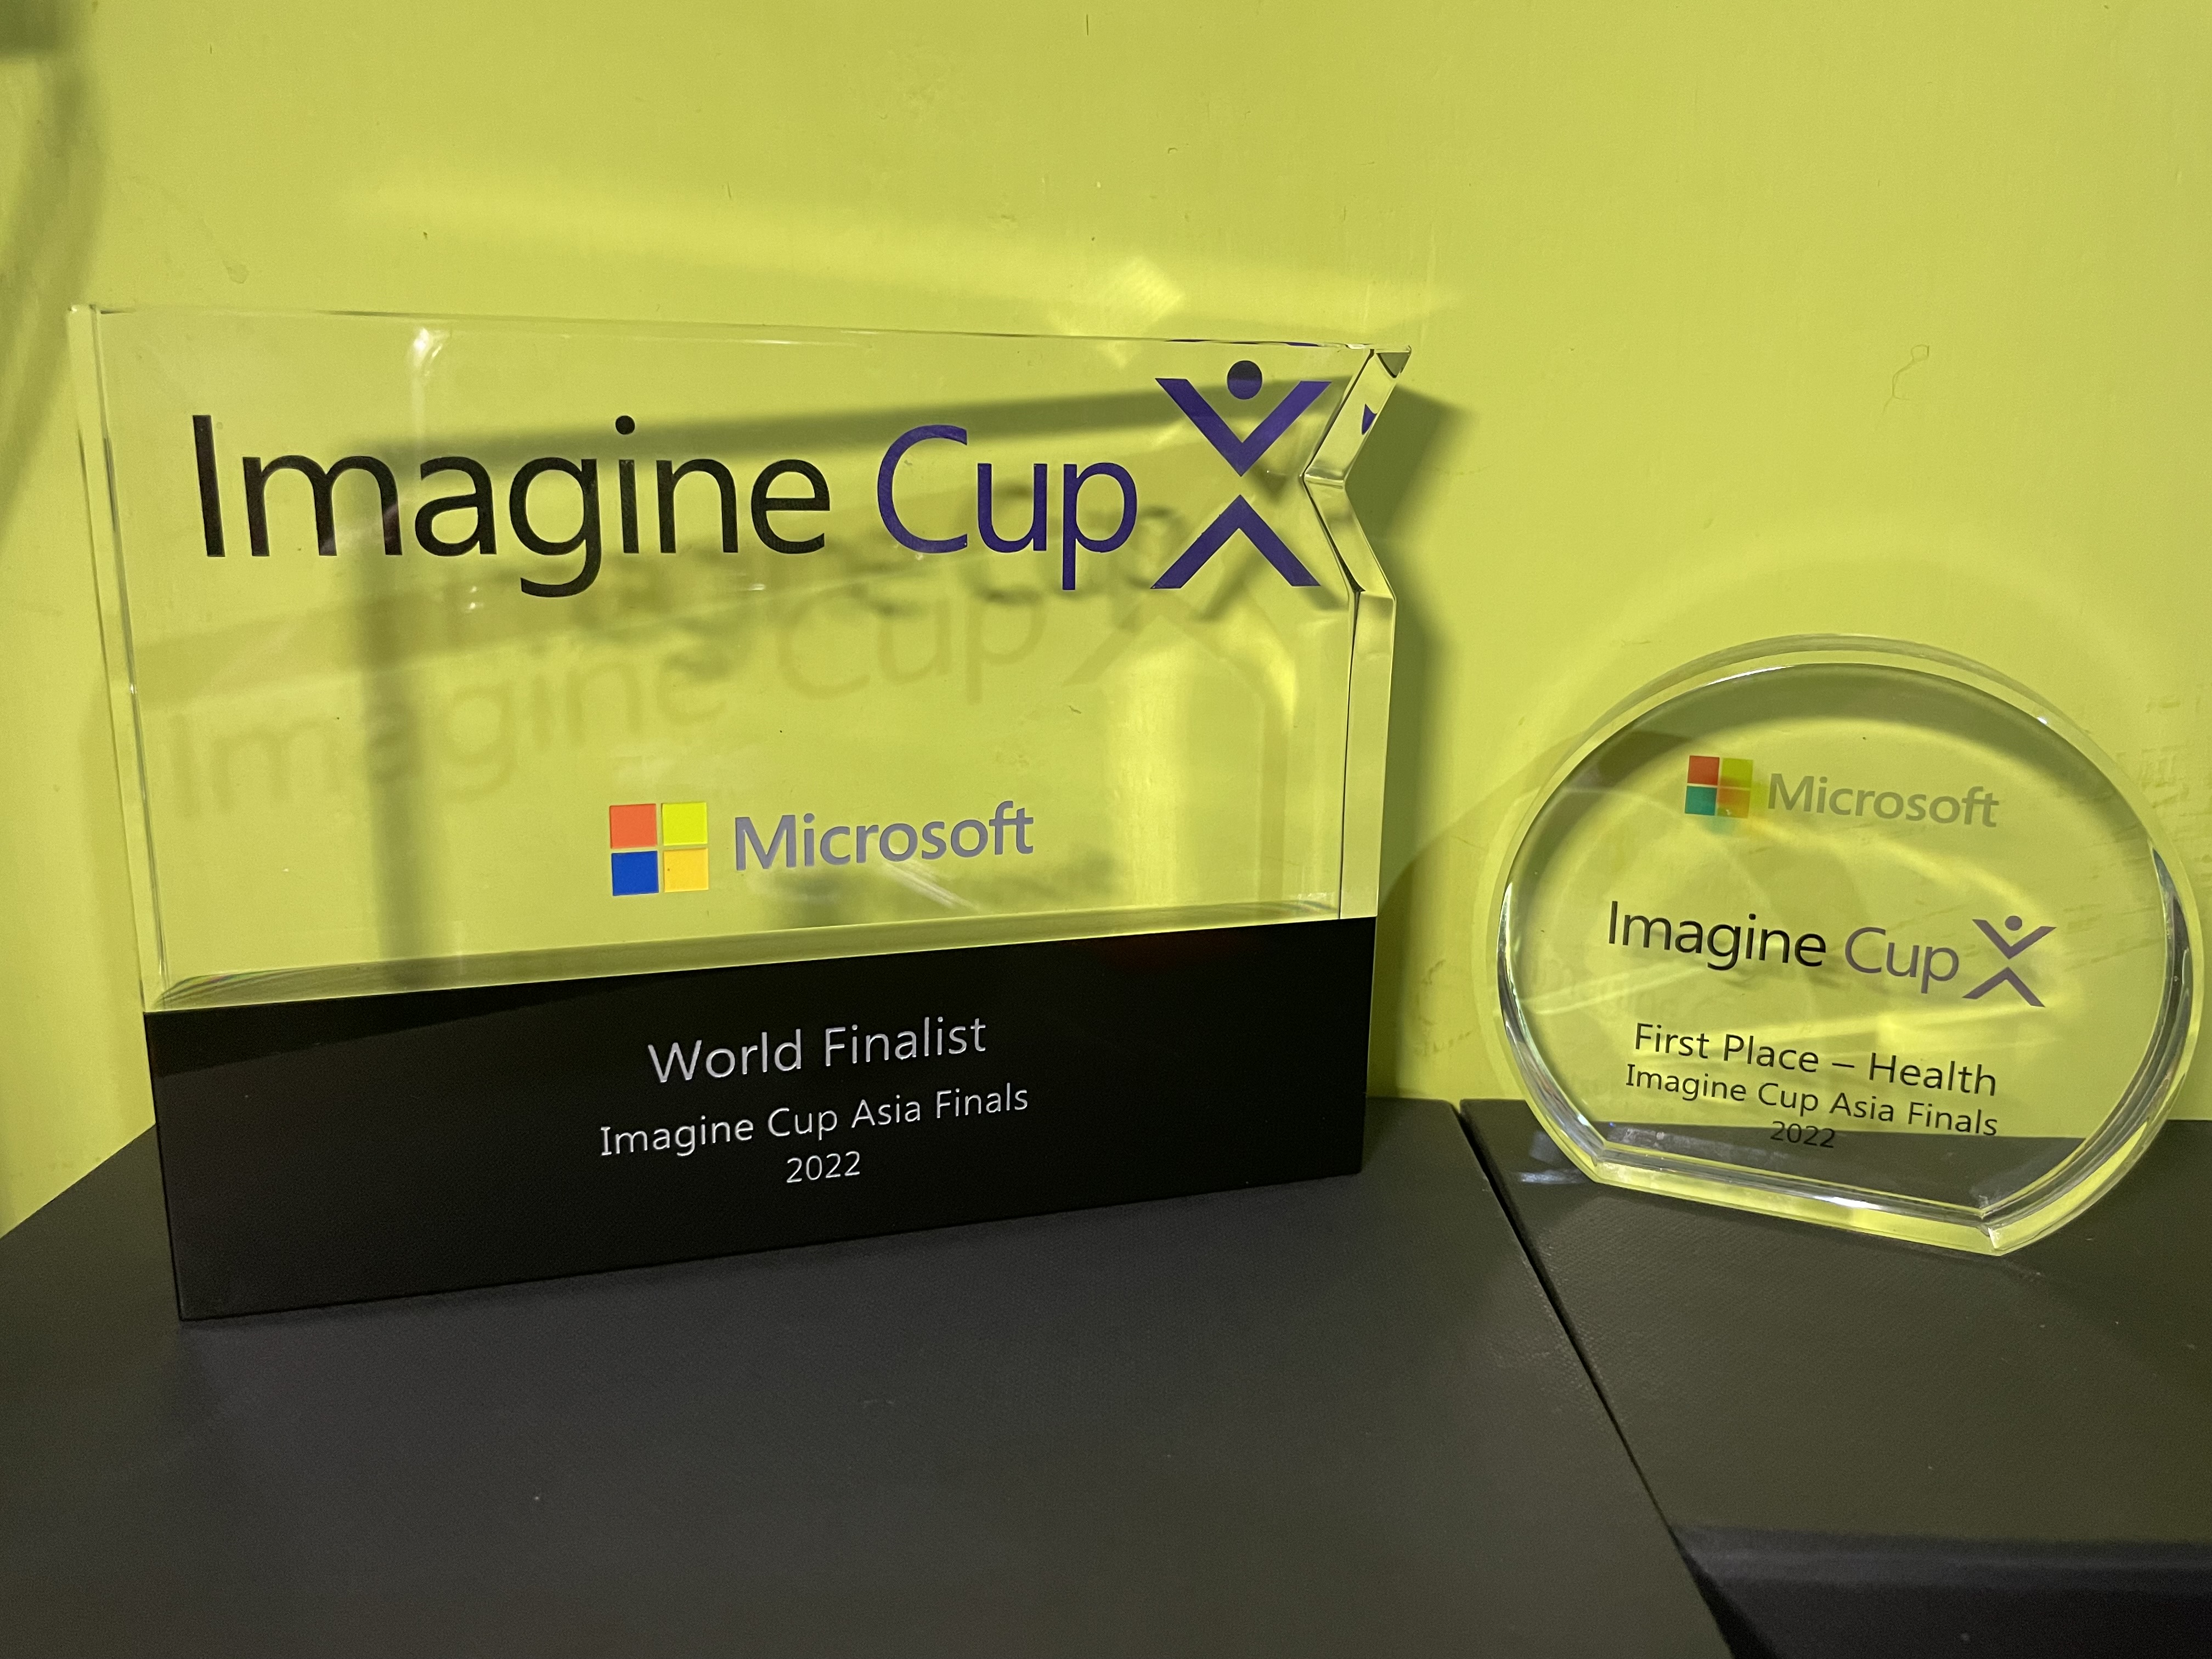 Imagine Cup
Microsoft
World Finalist
Imagine Cup Asia Finals
2022
Microsoft
Imagine Cup
First Place – Health
Imagine Cup Asia Finals
2022